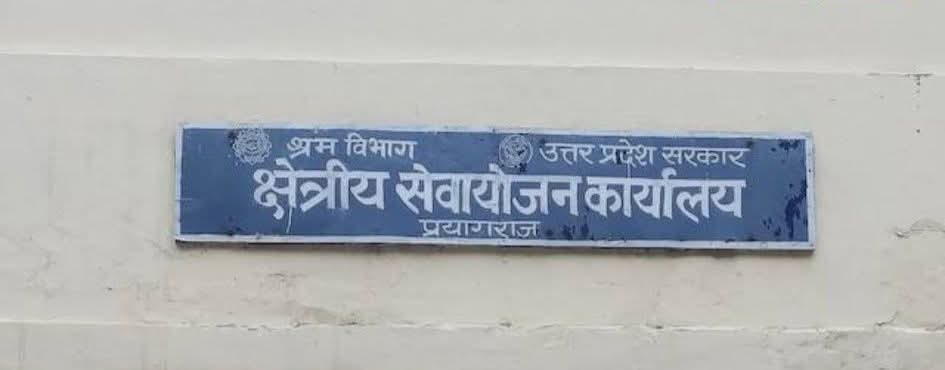 श्रम विभाग उत्तर प्रदेश सरकार
क्षेत्रीय सेवायोजन कार्यालय
प्रयागराज